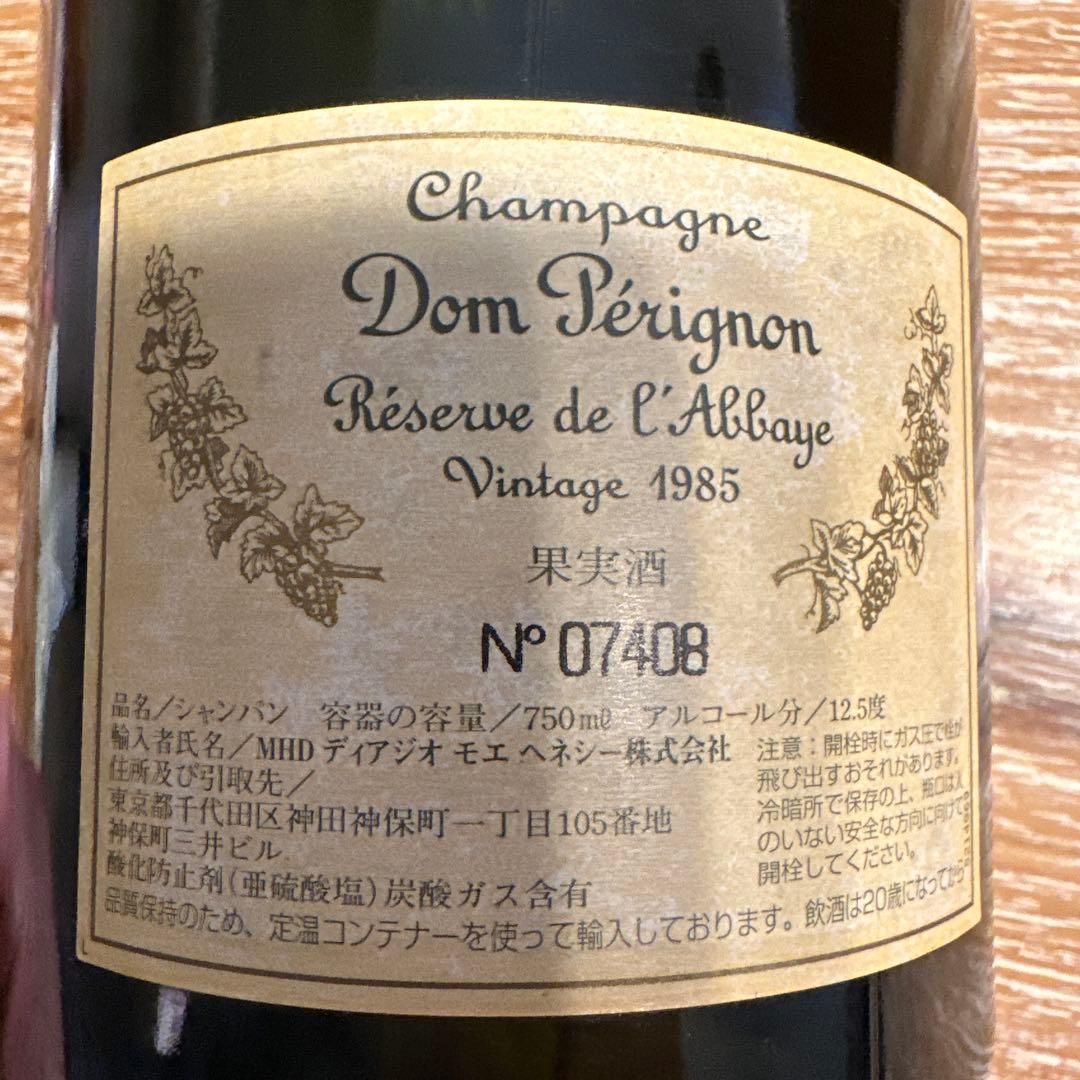 Champagne
Dom Pérignon
Réserve de l'Abbaye
Vintage 1985
果実酒
Nº 07408
品名／シャンパン 容器の容量／750mℓ アルコール分／12.5度
輸入者氏名／MHD ディアジオ モエ ヘネシー株式会社
住所及び引取先／
東京都千代田区神田神保町一丁目105番地
神保町三井ビル
酸化防止剤(亜硫酸塩)炭酸ガス含有
注意：開栓時にガス圧で栓が
飛び出すおそれがあります。
冷暗所で保存の上、瓶口は人
のいない安全な方向に向けて
開栓してください。
品質保持のため、定温コンテナーを使って輸入しております。飲酒は20歳になってから